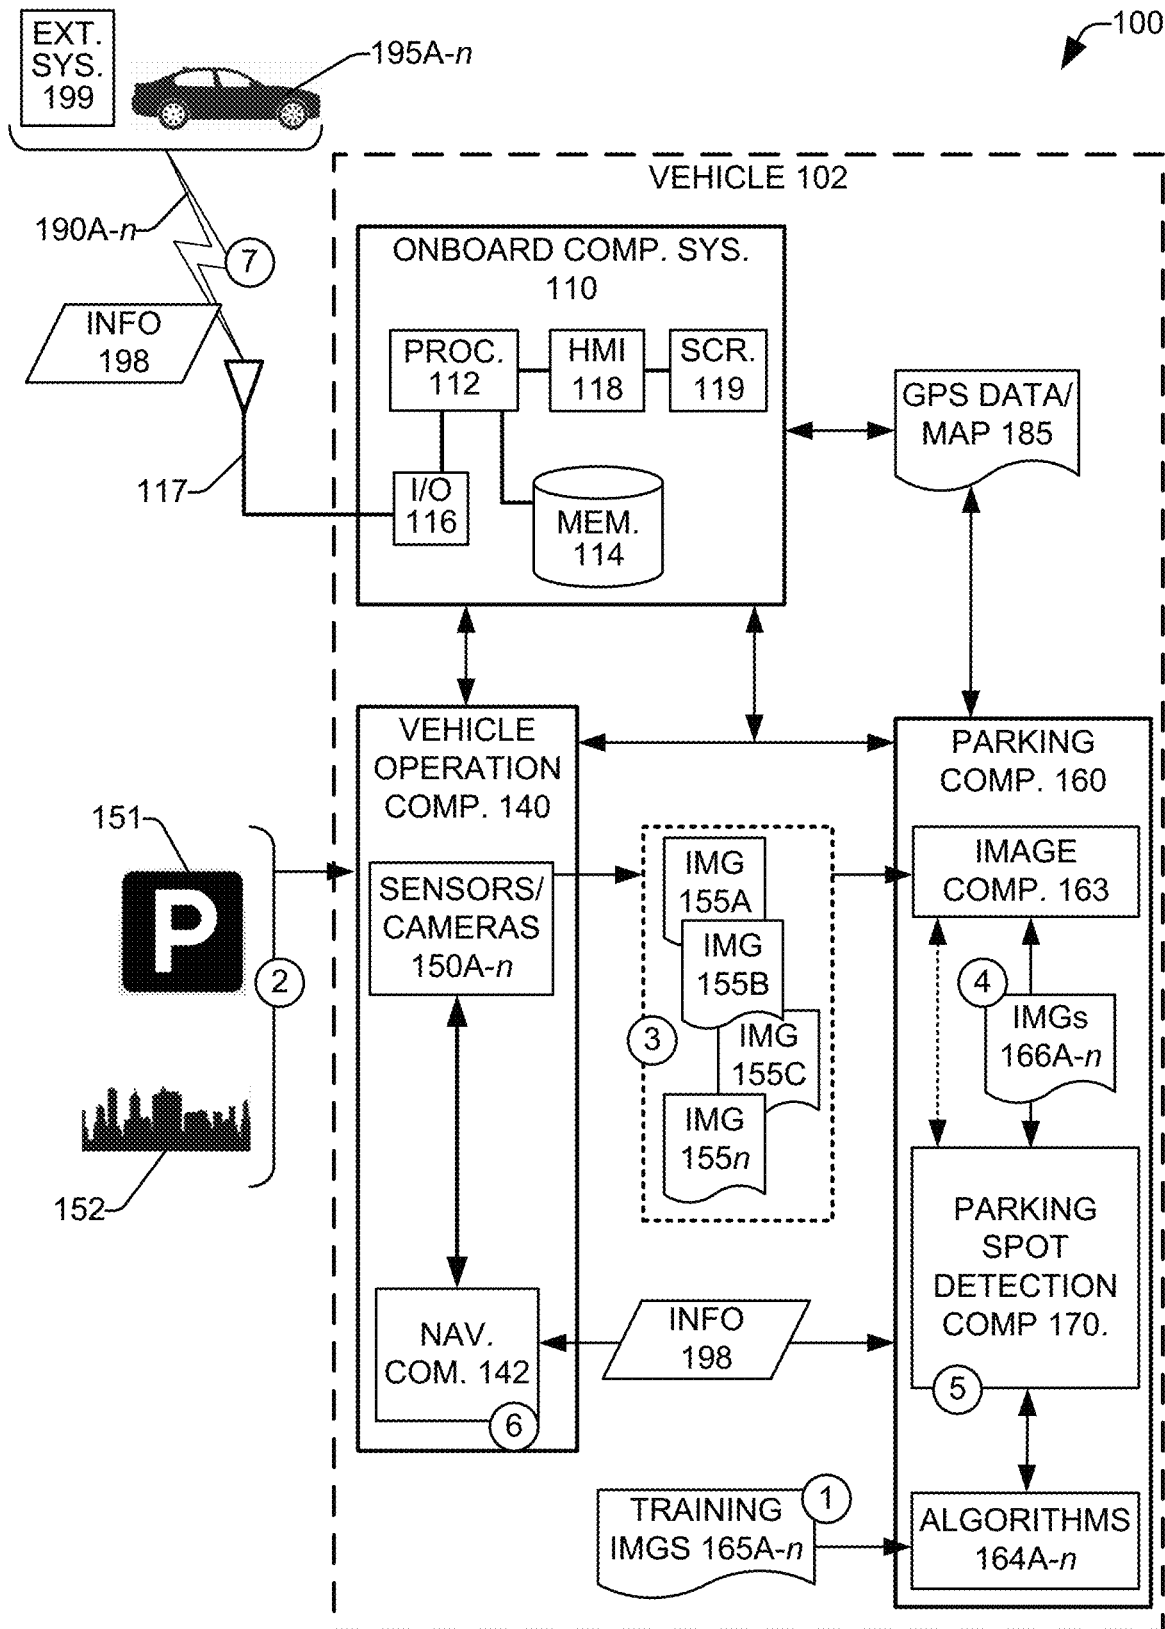 100
EXT.
SYS.
199
195A-n
VEHICLE 102
190A-n
7
INFO
198
117
ONBOARD COMP. SYS.
110
PROC.
112
HMI
118
SCR.
119
I/O
116
MEM.
114
GPS DATA/
MAP 185
VEHICLE
OPERATION
COMP. 140
PARKING
COMP. 160
151
P
2
152
SENSORS/
CAMERAS
150A-n
IMG
155A
IMG
155B
IMG
155C
IMG
155n
3
IMAGE
COMP. 163
4
IMGs
166A-n
PARKING
SPOT
DETECTION
COMP 170.
5
NAV.
COM. 142
6
INFO
198
TRAINING
IMGS 165A-n
1
ALGORITHMS
164A-n